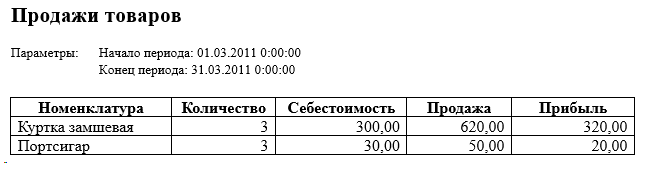 Продажи товаров
Параметры: Начало периода: 01.03.2011 0:00:00
Конец периода: 31.03.2011 0:00:00
Номенклатура Количество Себестоимость Продажа Прибыль
Куртка замшевая 3 300,00 620,00 320,00
Портсигар 3 30,00 50,00 20,00